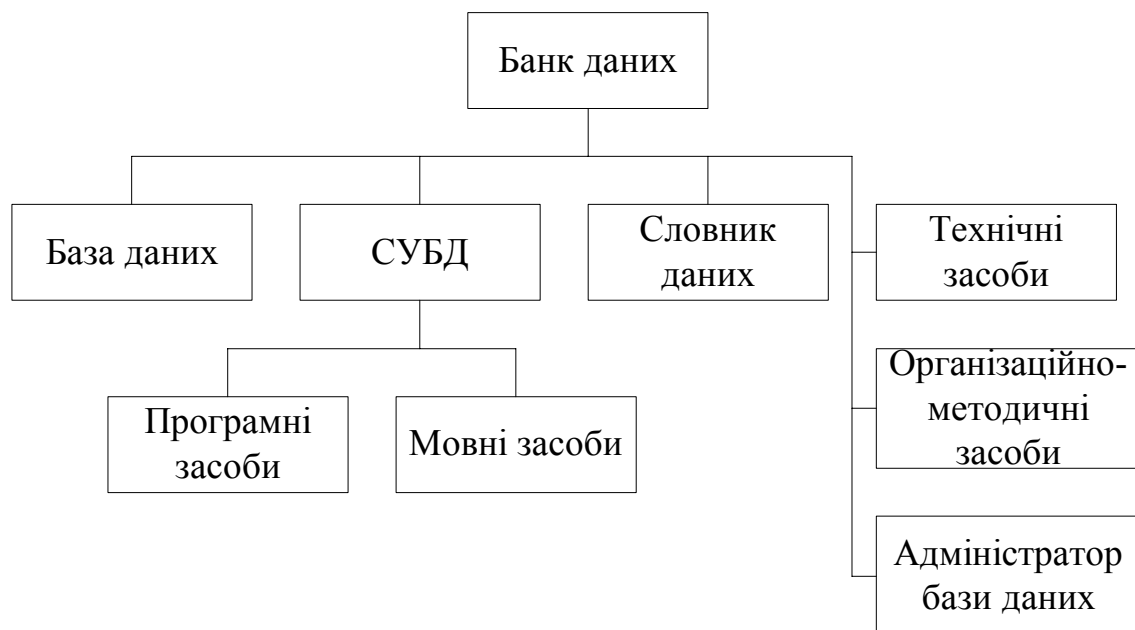 Банк даних
База даних
СУБД
Словник
даних
Технічні
засоби
Програмні
засоби
Мовні засоби
Організаційно-
методичні
засоби
Адміністратор
бази даних